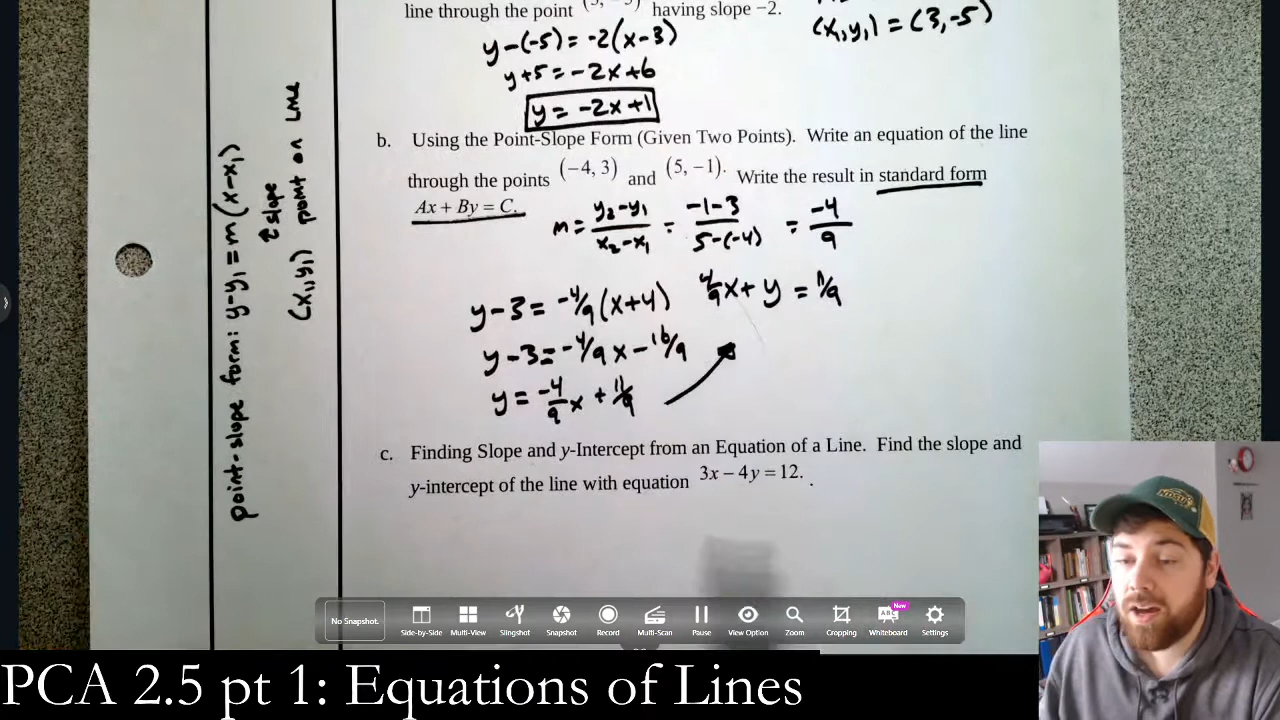 line through the point having slope −2.
(x₁,y₁) = (3,-5)
y-(-5) = -2(x-3)
y+5 = -2x+6
y = -2x+1
b. Using the Point-Slope Form (Given Two Points). Write an equation of the line
through the points (−4, 3) and (5, −1). Write the result in standard form
Ax + By = C.
m = y₂-y₁ / x₂-x₁ = -1-3 / 5-(-4) = -4/9
y-3 = -4/9(x+4)
4/9x + y = 11/9
y-3 = -4/9x - 16/9
y = -4/9x + 11/9
c. Finding Slope and y-Intercept from an Equation of a Line. Find the slope and
y-intercept of the line with equation 3x − 4y = 12.
point-slope form: y-y₁ = m(x-x₁)
slope
(x₁,y₁) point on line
No Snapshot.
Side-by-Side
Multi-View
Slingshot
Snapshot
Record
Multi-Scan
Pause
View Option
Zoom
Cropping
ABC
New
Whiteboard
Settings
PCA 2.5 pt 1: Equations of Lines